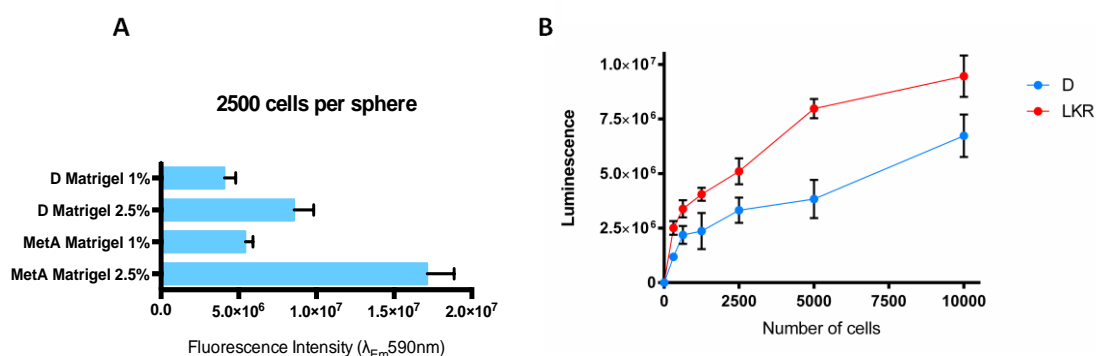 A
2500 cells per sphere
D Matrigel 1%
D Matrigel 2.5%
MetA Matrigel 1%
MetA Matrigel 2.5%
0.0 5.0×10⁶ 1.0×10⁷ 1.5×10⁷ 2.0×10⁷
Fluorescence Intensity (λEm590nm)
B
Luminescence
1.0×10⁷
7.5×10⁶
5.0×10⁶
2.5×10⁶
0
0 2500 5000 7500 10000
Number of cells
D
LKR